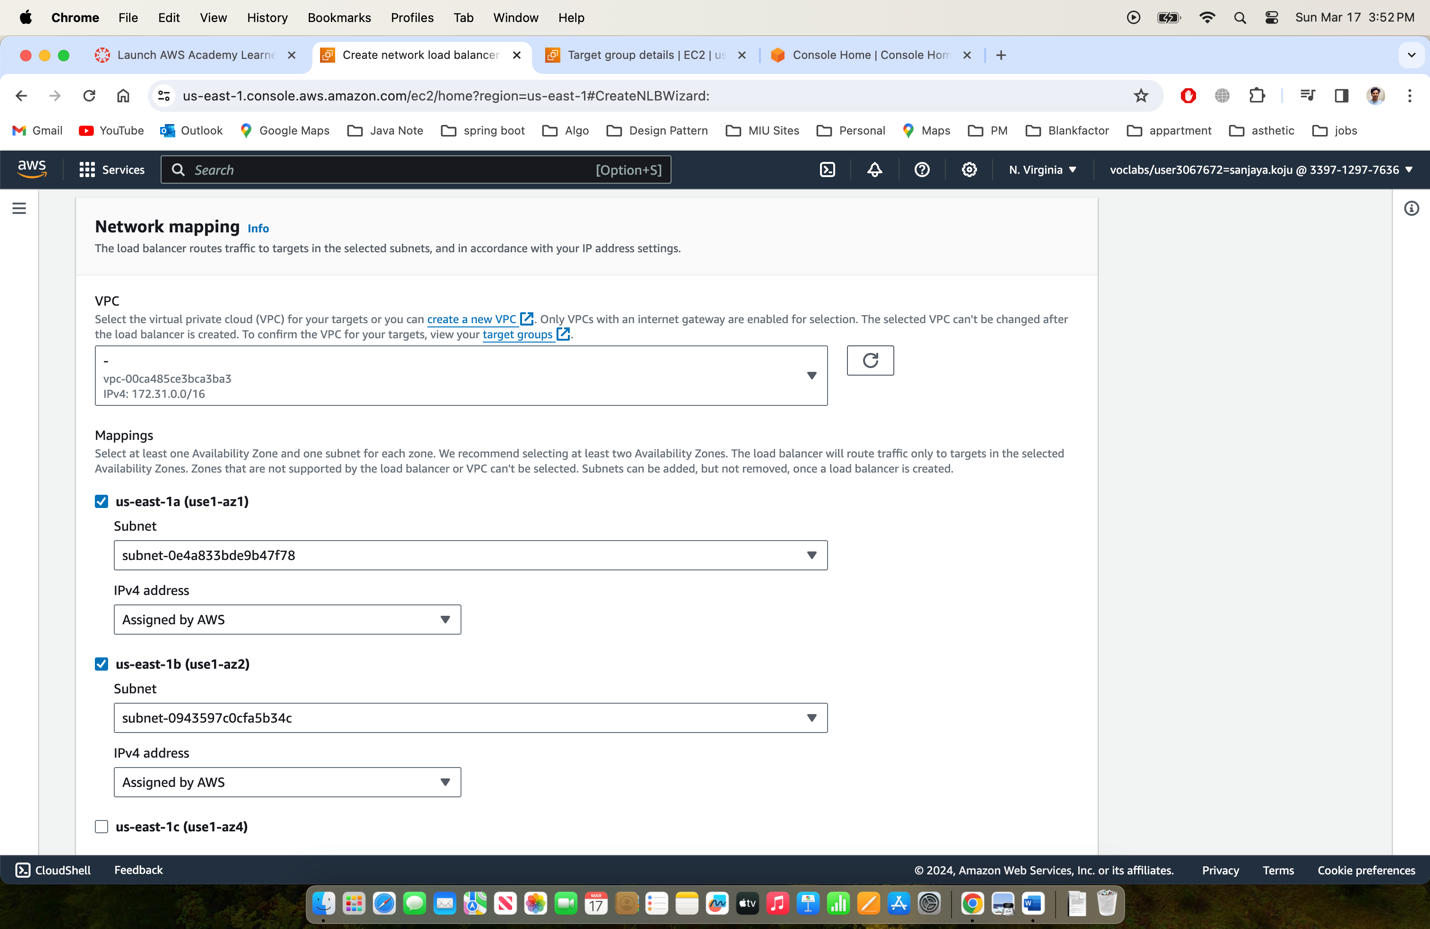 Chrome File Edit View History Bookmarks Profiles Tab Window Help Sun Mar 17 3:52 PM
Launch AWS Academy Learne Create network load balancer Target group details | EC2 | us Console Home | Console Hom
us-east-1.console.aws.amazon.com/ec2/home?region=us-east-1#CreateNLBWizard:
Gmail YouTube Outlook Google Maps Java Note spring boot Algo Design Pattern MIU Sites Personal Maps PM Blankfactor appartment asthetic jobs
aws Services Search [Option+S] N. Virginia voclabs/user3067672=sanjaya.koju @ 3397-1297-7636
Network mapping Info
The load balancer routes traffic to targets in the selected subnets, and in accordance with your IP address settings.
VPC
Select the virtual private cloud (VPC) for your targets or you can create a new VPC. Only VPCs with an internet gateway are enabled for selection. The selected VPC can't be changed after
the load balancer is created. To confirm the VPC for your targets, view your target groups.
-
vpc-00ca485ce3bca3ba3
IPv4: 172.31.0.0/16
Mappings
Select at least one Availability Zone and one subnet for each zone. We recommend selecting at least two Availability Zones. The load balancer will route traffic only to targets in the selected
Availability Zones. Zones that are not supported by the load balancer or VPC can't be selected. Subnets can be added, but not removed, once a load balancer is created.
us-east-1a (use1-az1)
Subnet
subnet-0e4a833bde9b47f78
IPv4 address
Assigned by AWS
us-east-1b (use1-az2)
Subnet
subnet-0943597c0cfa5b34c
IPv4 address
Assigned by AWS
us-east-1c (use1-az4)
CloudShell Feedback © 2024, Amazon Web Services, Inc. or its affiliates. Privacy Terms Cookie preferences
MAR
17
tv
W